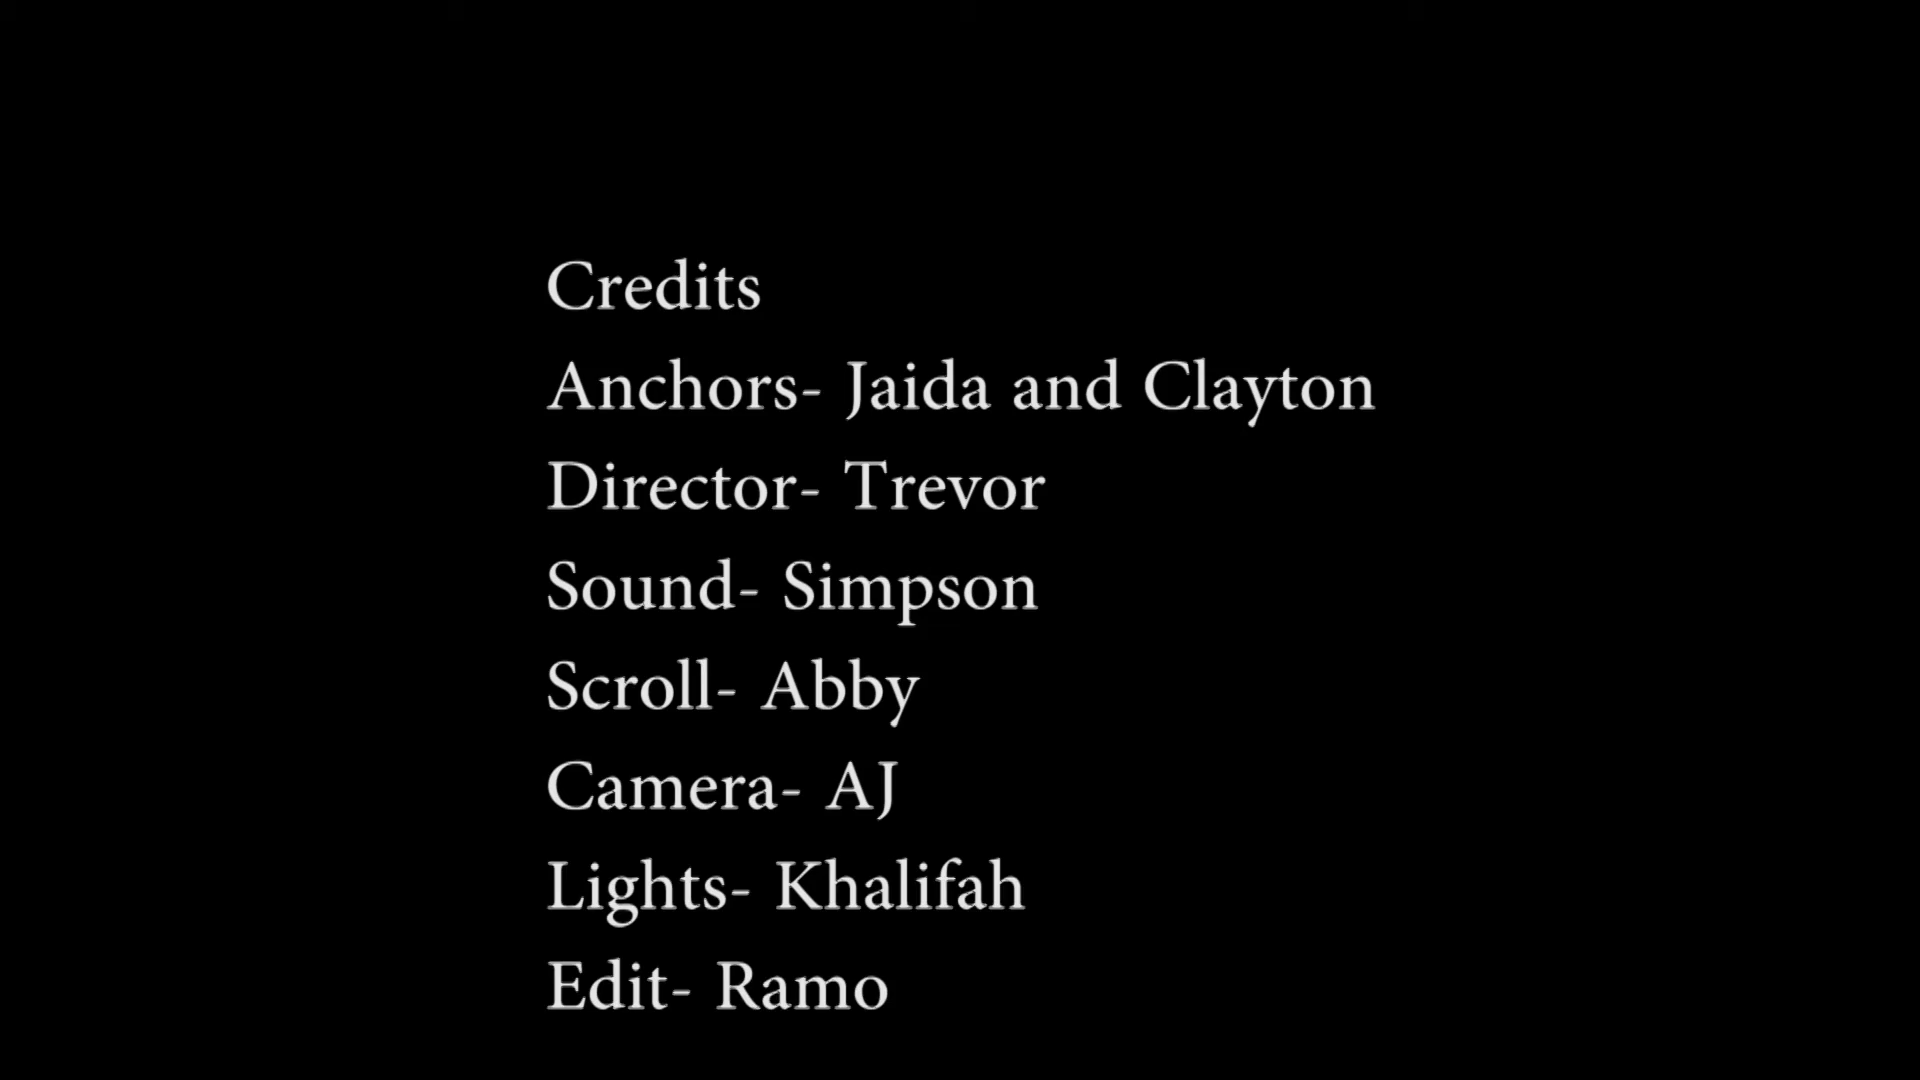 Credits
Anchors- Jaida and Clayton
Director- Trevor
Sound- Simpson
Scroll- Abby
Camera- AJ
Lights- Khalifah
Edit- Ramo